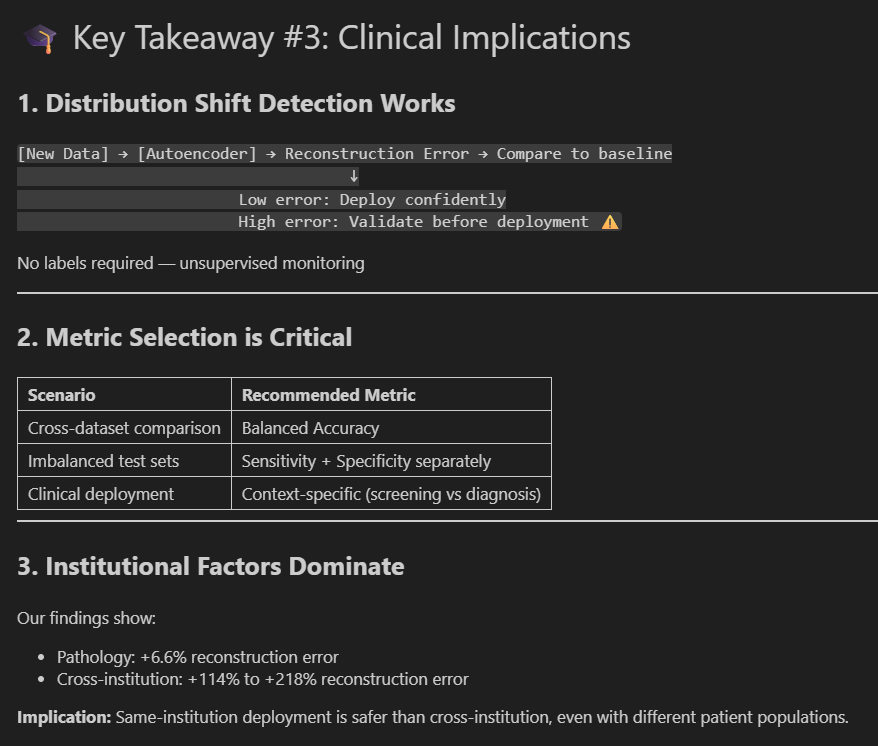 Key Takeaway #3: Clinical Implications
1. Distribution Shift Detection Works
[New Data] → [Autoencoder] → Reconstruction Error → Compare to baseline
↓
Low error: Deploy confidently
High error: Validate before deployment ⚠️
No labels required — unsupervised monitoring
2. Metric Selection is Critical
Scenario Recommended Metric
Cross-dataset comparison Balanced Accuracy
Imbalanced test sets Sensitivity + Specificity separately
Clinical deployment Context-specific (screening vs diagnosis)
3. Institutional Factors Dominate
Our findings show:
• Pathology: +6.6% reconstruction error
• Cross-institution: +114% to +218% reconstruction error
Implication: Same-institution deployment is safer than cross-institution, even with different patient populations.